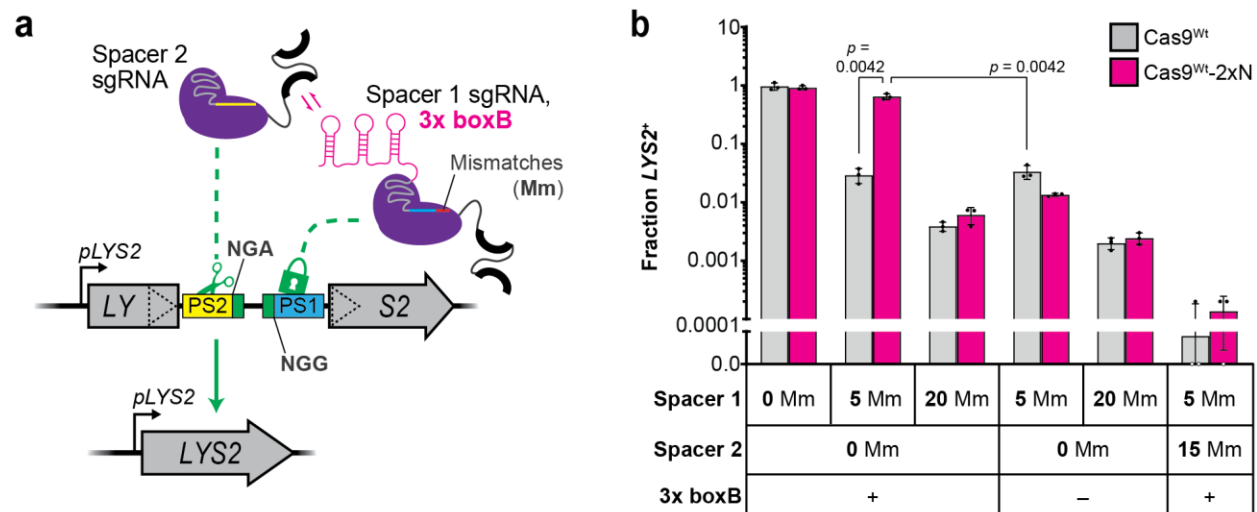 a
Spacer 2
sgRNA
Spacer 1 sgRNA,
3x boxB
Mismatches
(Mm)
NGA
pLYS2
LY
PS2
PS1
S2
NGG
pLYS2
LYS2
b
Cas9ᵂᵗ
Cas9ᵂᵗ-2xN
p =
0.0042
p = 0.0042
Fraction LYS2⁺
10
1
0.1
0.01
0.001
0.0001
0.0
Spacer 1 0 Mm 5 Mm 20 Mm 5 Mm 20 Mm 5 Mm
Spacer 2 0 Mm 0 Mm 15 Mm
3x boxB + – +